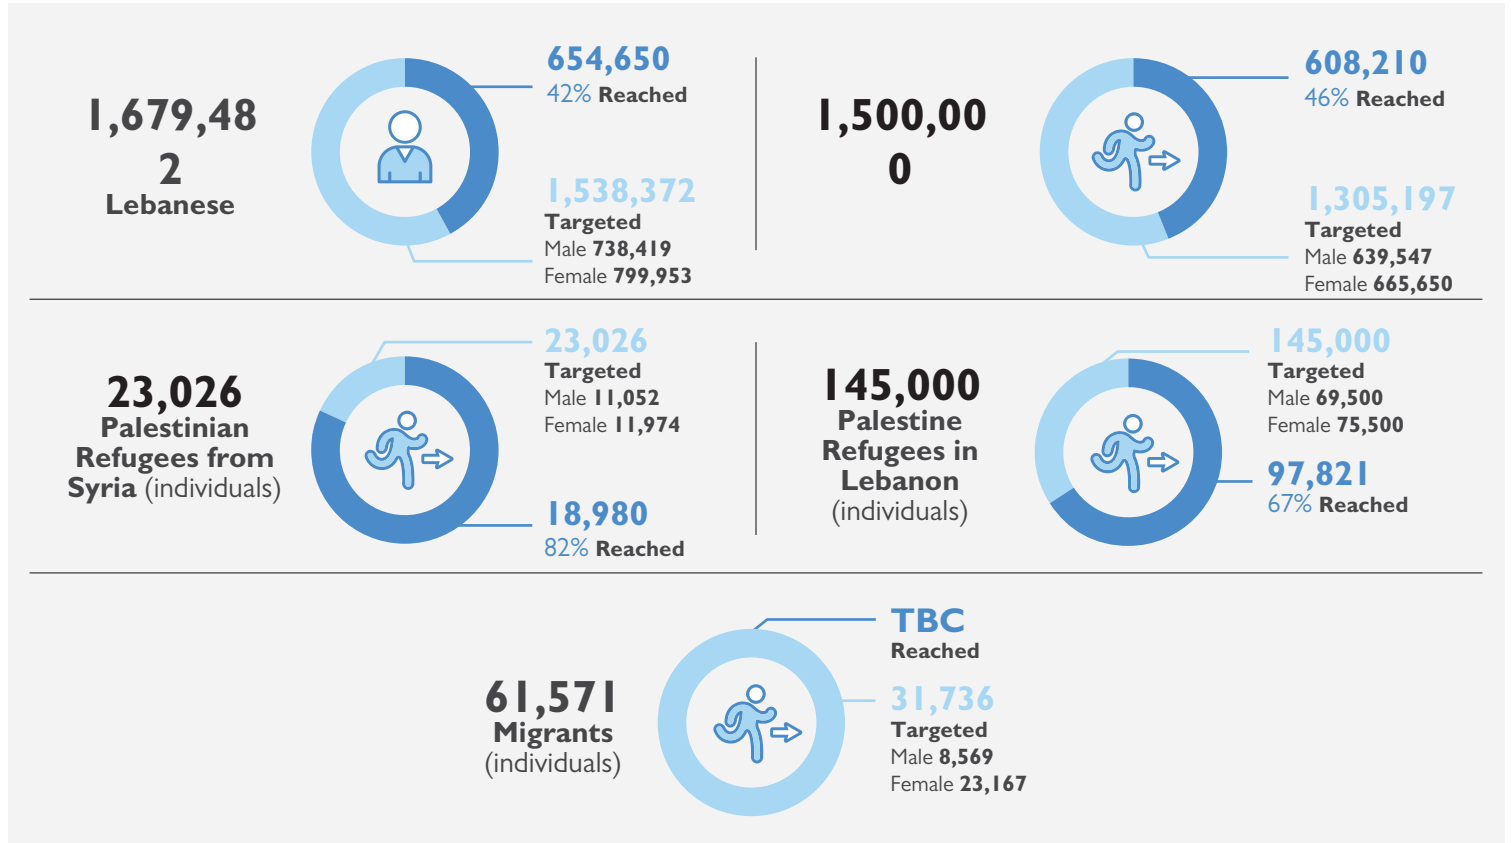 1,679,48
2
Lebanese
654,650
42% Reached
1,538,372
Targeted
Male 738,419
Female 799,953
1,500,00
0
608,210
46% Reached
1,305,197
Targeted
Male 639,547
Female 665,650
23,026
Palestinian
Refugees from
Syria (individuals)
23,026
Targeted
Male 11,052
Female 11,974
18,980
82% Reached
145,000
Palestine
Refugees in
Lebanon
(individuals)
145,000
Targeted
Male 69,500
Female 75,500
97,821
67% Reached
61,571
Migrants
(individuals)
TBC
Reached
31,736
Targeted
Male 8,569
Female 23,167